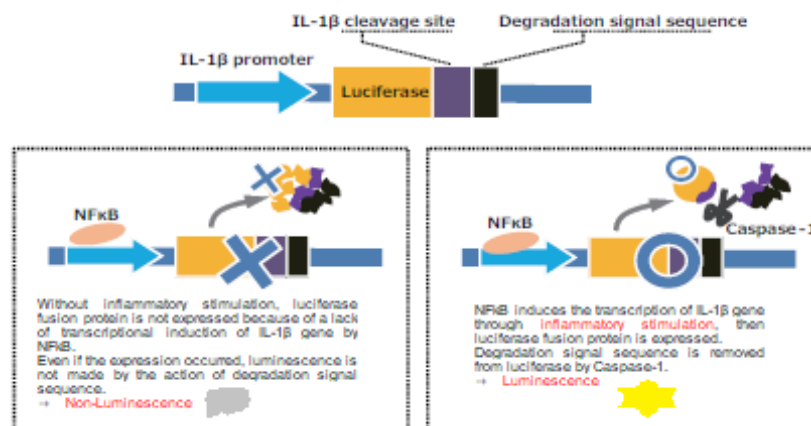 IL-1β cleavage site
Degradation signal sequence
IL-1β promoter
Luciferase
NFκB
Without inflammatory stimulation, luciferase
fusion protein is not expressed because of a lack
of transcriptional induction of IL-1β gene by
NFκB.
Even if the expression occurred, luminescence is
not made by the action of degradation signal
sequence.
→ Non-Luminescence
NFκB
Caspase-1
NFκB induces the transcription of IL-1β gene
through inflammatory stimulation, then
luciferase fusion protein is expressed.
Degradation signal sequence is removed
from luciferase by Caspase-1.
→ Luminescence